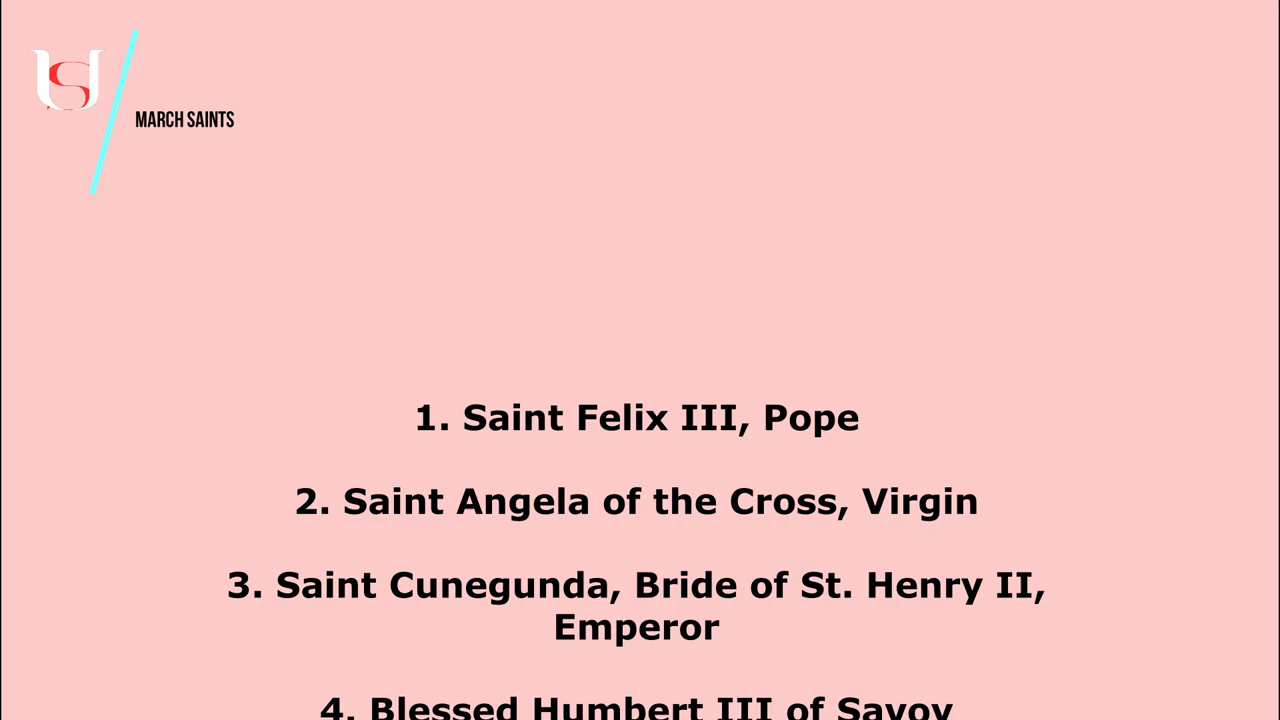 US
MARCH SAINTS
1. Saint Felix III, Pope
2. Saint Angela of the Cross, Virgin
3. Saint Cunegunda, Bride of St. Henry II,
Emperor
4. Blessed Humbert III of Savoy